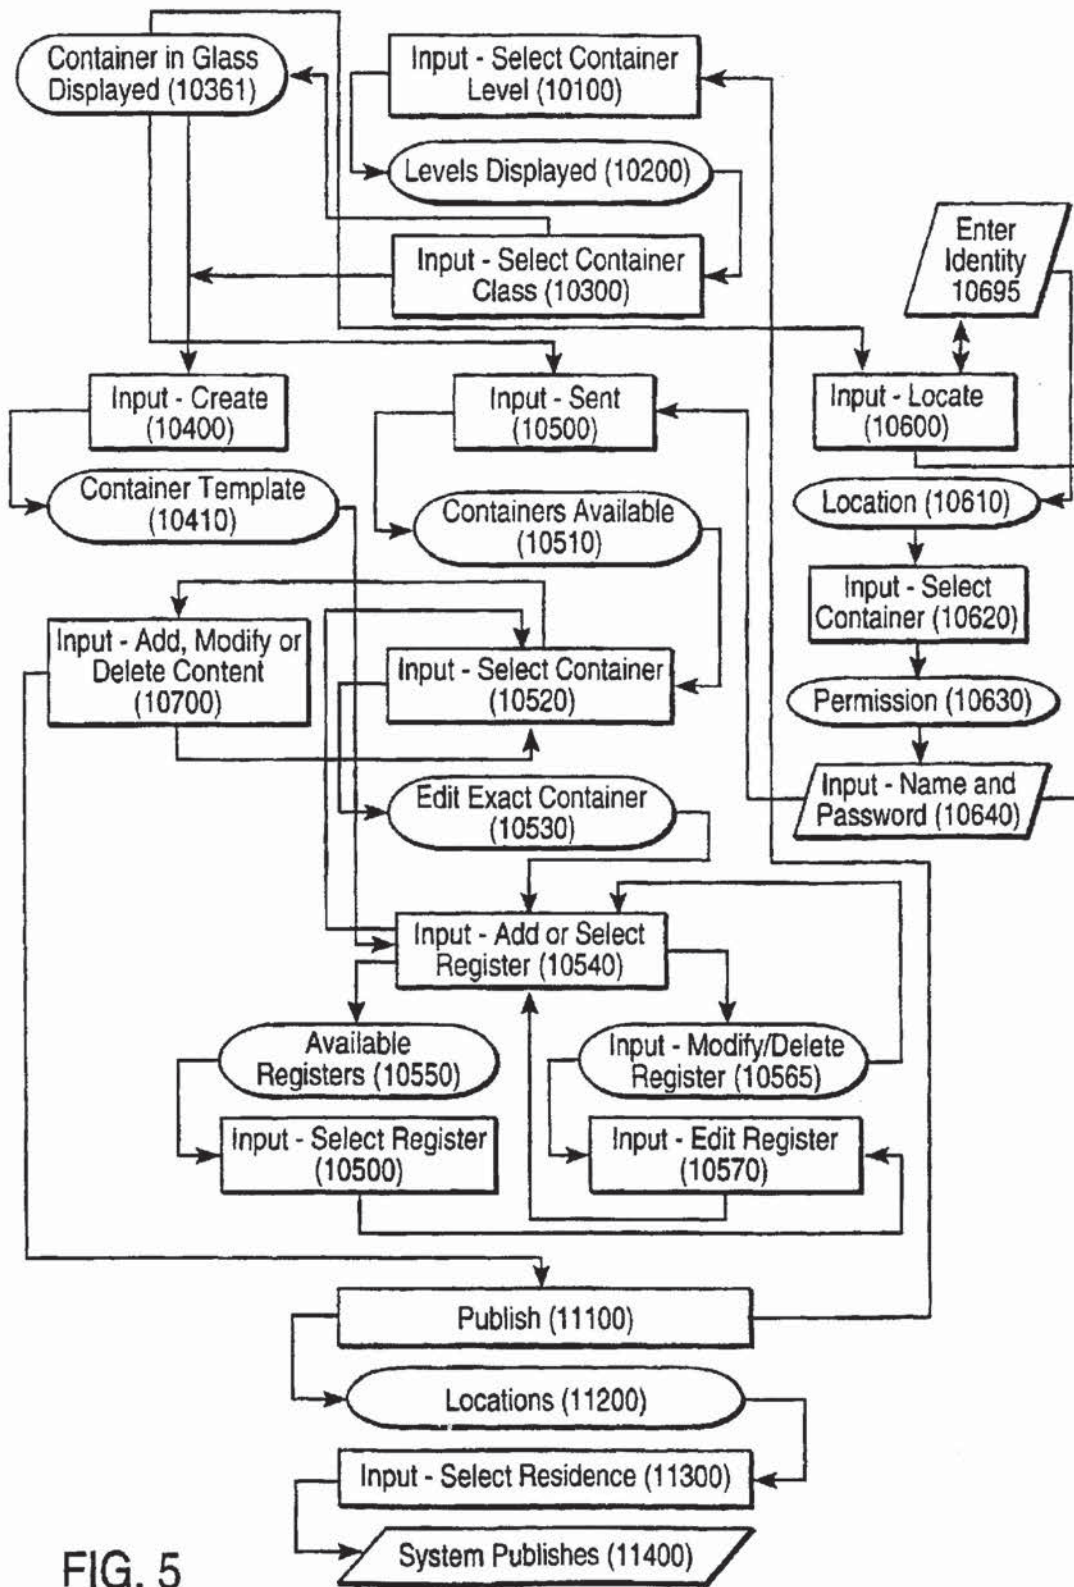 Container in Glass
Displayed (10361)
Input - Select Container
Level (10100)
Levels Displayed (10200)
Input - Select Container
Class (10300)
Enter
Identity
10695
Input - Create
(10400)
Input - Sent
(10500)
Input - Locate
(10600)
Container Template
(10410)
Containers Available
(10510)
Location (10610)
Input - Select
Container (10620)
Input - Add, Modify or
Delete Content
(10700)
Input - Select Container
(10520)
Permission (10630)
Edit Exact Container
(10530)
Input - Name and
Password (10640)
Input - Add or Select
Register (10540)
Available
Registers (10550)
Input - Modify/Delete
Register (10565)
Input - Select Register
(10500)
Input - Edit Register
(10570)
Publish (11100)
Locations (11200)
Input - Select Residence (11300)
System Publishes (11400)
FIG. 5